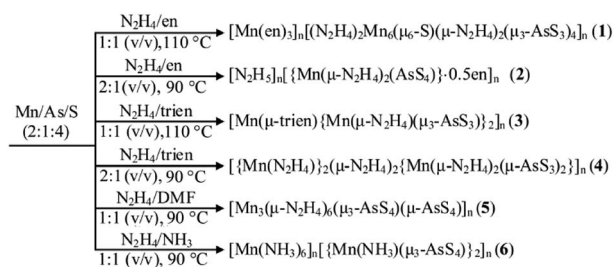 N₂H₄/en
1:1 (v/v),110 °C
[Mn(en)₃]ₙ[(N₂H₄)₂Mn₆(μ₆-S)(μ-N₂H₄)₂(μ₃-AsS₃)₄]ₙ (1)
N₂H₄/en
2:1(v/v), 90 °C
[N₂H₅]ₙ[{Mn(μ-N₂H₄)₂(AsS₄)}·0.5en]ₙ (2)
Mn/As/S
(2:1:4)
N₂H₄/trien
1:1 (v/v),110 °C
[Mn(μ-trien){Mn(μ-N₂H₄)(μ₃-AsS₃)}₂]ₙ (3)
N₂H₄/trien
2:1 (v/v), 90 °C
[{Mn(N₂H₄)}₂(μ-N₂H₄)₂{Mn(μ-N₂H₄)₂(μ-AsS₃)₂}]ₙ (4)
N₂H₄/DMF
1:1 (v/v), 90 °C
[Mn₃(μ-N₂H₄)₆(μ₃-AsS₄)(μ-AsS₄)]ₙ (5)
N₂H₄/NH₃
1:1 (v/v), 90 °C
[Mn(NH₃)₆]ₙ[{Mn(NH₃)(μ₃-AsS₄)}₂]ₙ (6)